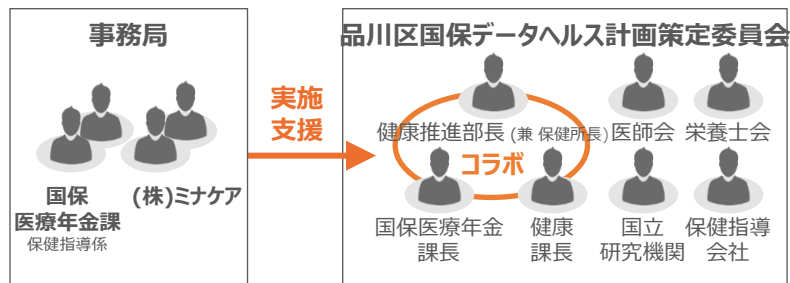 事務局
国保
医療年金課
保健指導係
(株)ミナケア
実施
支援
品川区国保データヘルス計画策定委員会
健康推進部長 (兼 保健所長)
医師会
栄養士会
コラボ
国保医療年金
課長
健康
課長
国立
研究機関
保健指導
会社